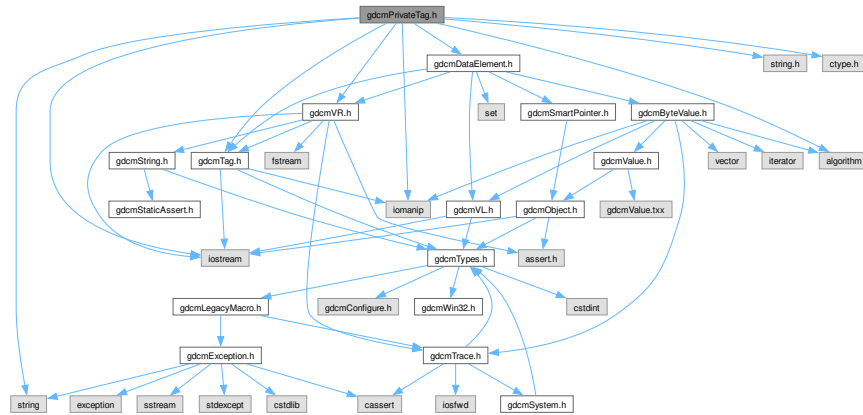 gdcmPrivateTag.h
gdcmDataElement.h
string.h
ctype.h
gdcmVR.h
set
gdcmSmartPointer.h
gdcmByteValue.h
gdcmString.h
gdcmTag.h
fstream
gdcmValue.h
vector
iterator
algorithm
gdcmStaticAssert.h
iomanip
gdcmVL.h
gdcmObject.h
gdcmValue.txx
iostream
gdcmTypes.h
assert.h
gdcmLegacyMacro.h
gdcmConfigure.h
gdcmWin32.h
cstdint
gdcmException.h
gdcmTrace.h
string
exception
sstream
stdexcept
cstdlib
cassert
iosfwd
gdcmSystem.h